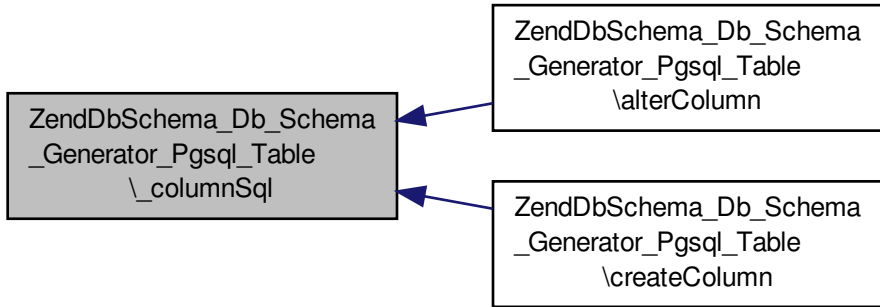 ZendDbSchema_Db_Schema
_Generator_Pgsql_Table
\_columnSql
ZendDbSchema_Db_Schema
_Generator_Pgsql_Table
\alterColumn
ZendDbSchema_Db_Schema
_Generator_Pgsql_Table
\createColumn